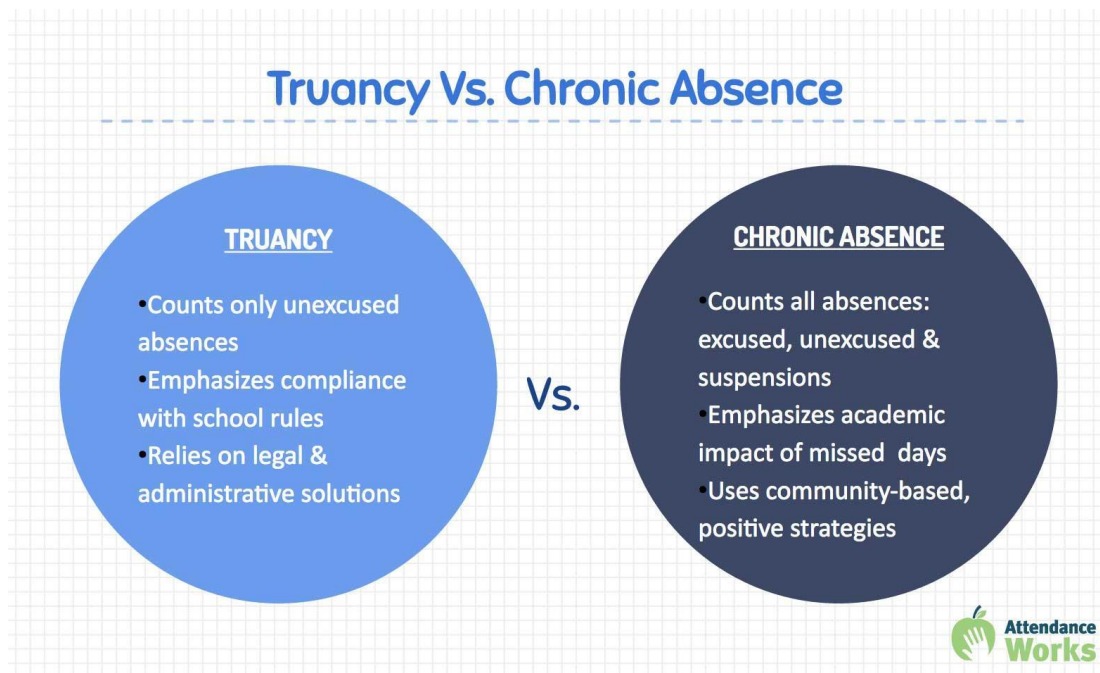 Truancy Vs. Chronic Absence
TRUANCY
•Counts only unexcused
absences
•Emphasizes compliance
with school rules
•Relies on legal &
administrative solutions
Vs.
CHRONIC ABSENCE
•Counts all absences:
excused, unexcused &
suspensions
•Emphasizes academic
impact of missed  days
•Uses community-based,
positive strategies
Attendance
Works